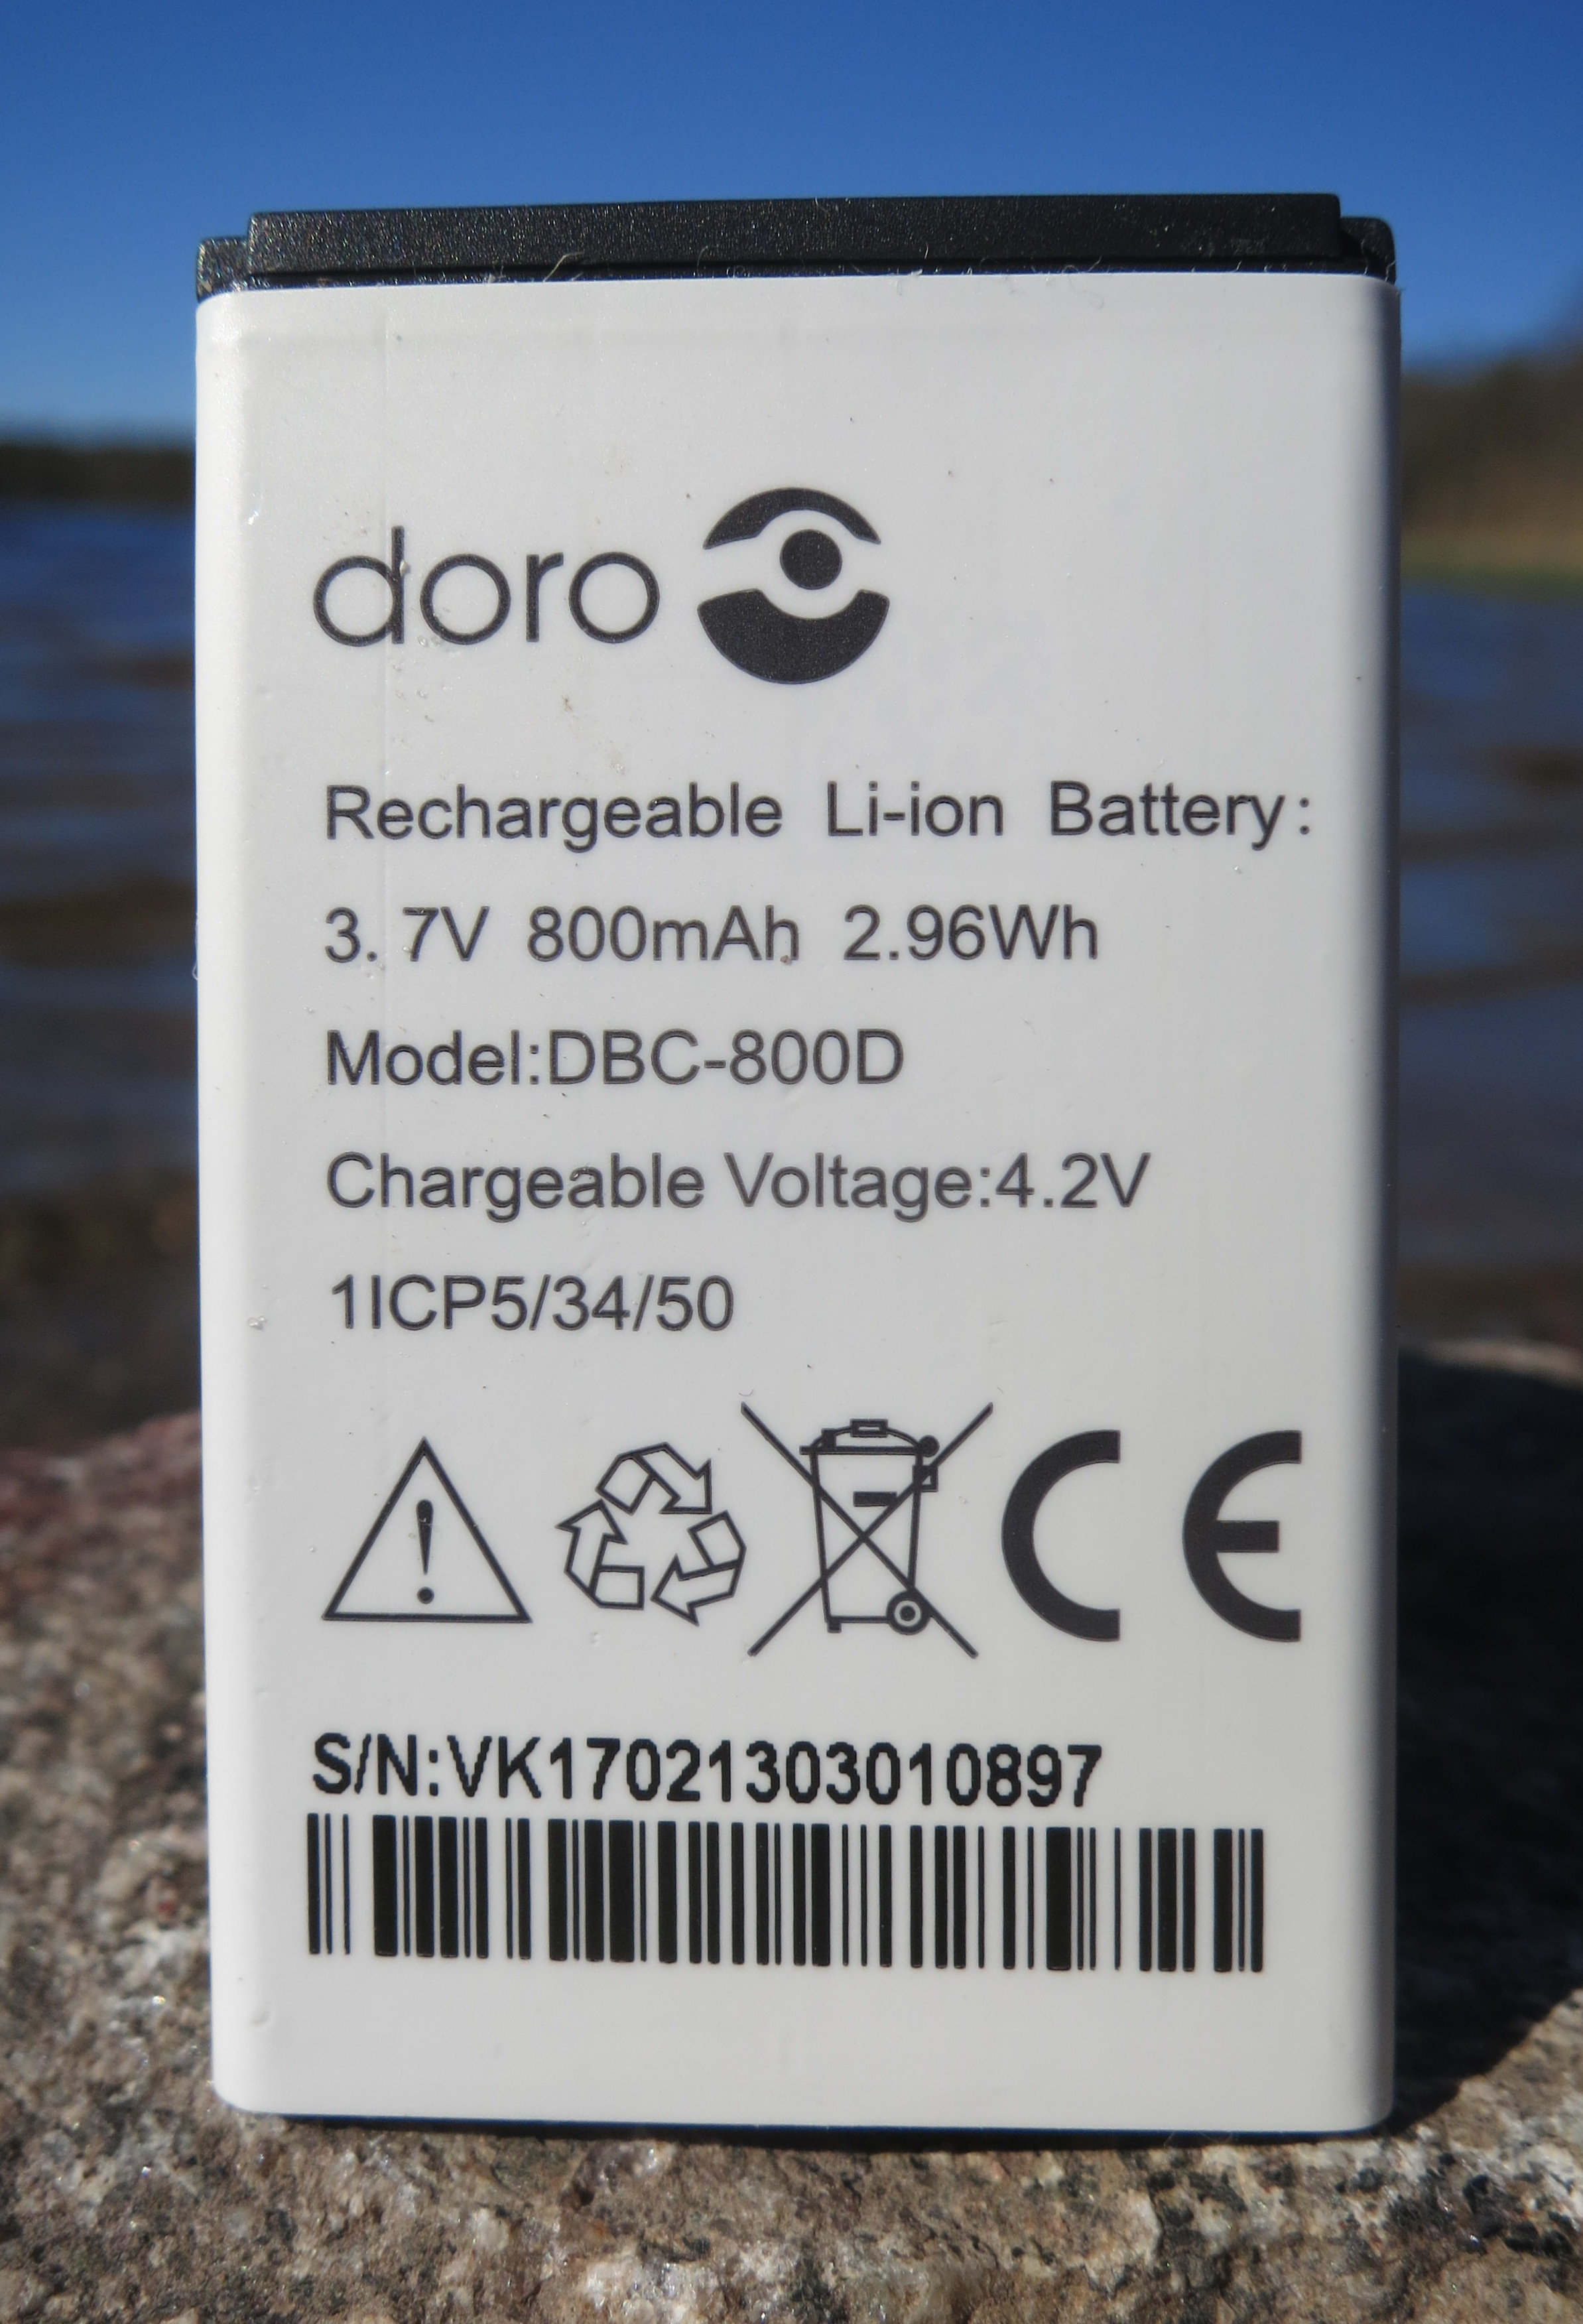 doro
Rechargeable Li-ion Battery:
3.7V 800mAh 2.96Wh
Model:DBC-800D
Chargeable Voltage:4.2V
1ICP5/34/50
CE
S/N:VK17021303010897